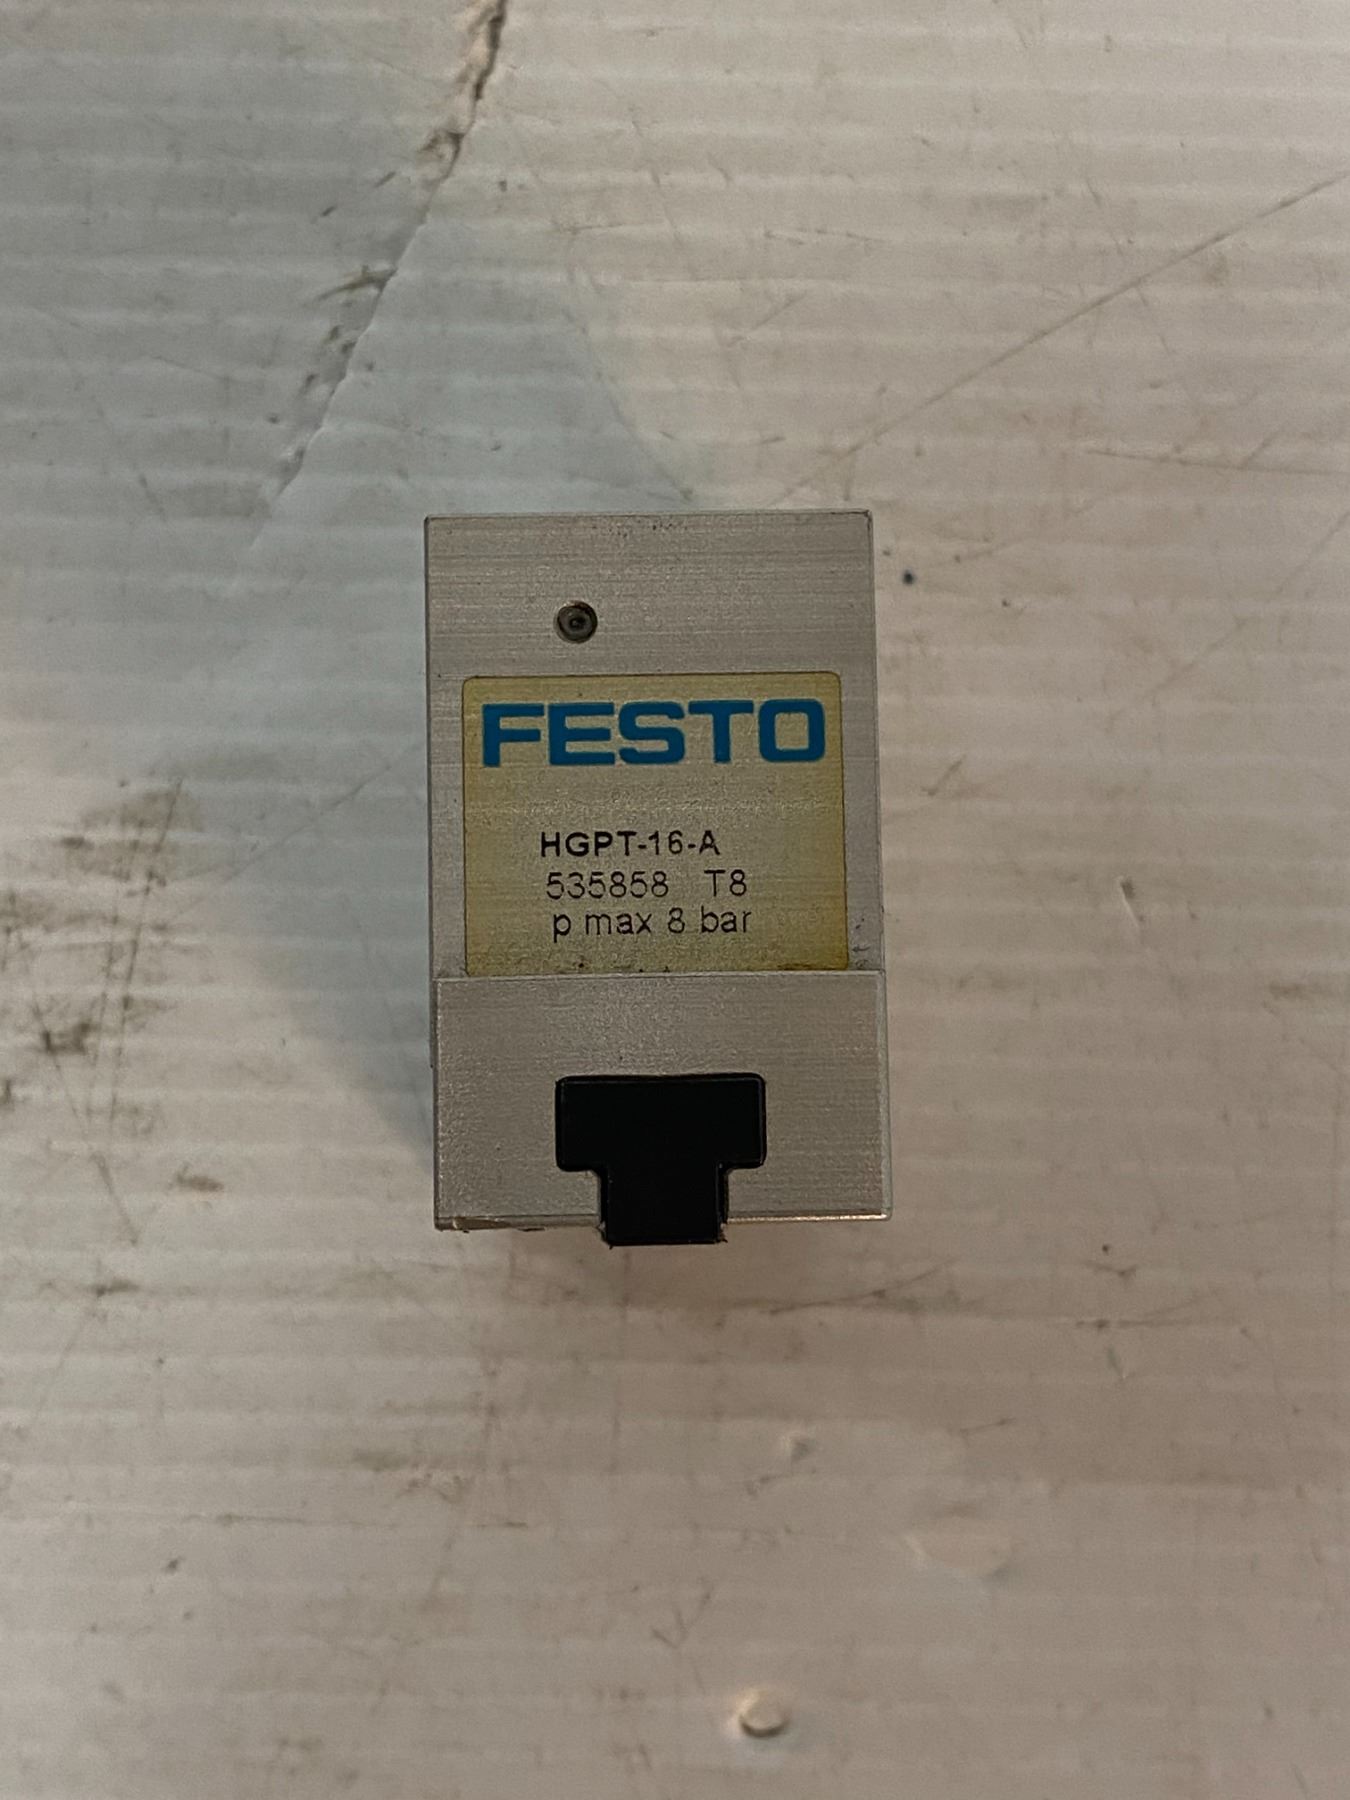 FESTO
HGPT-16-A
535858 T8
p max 8 bar